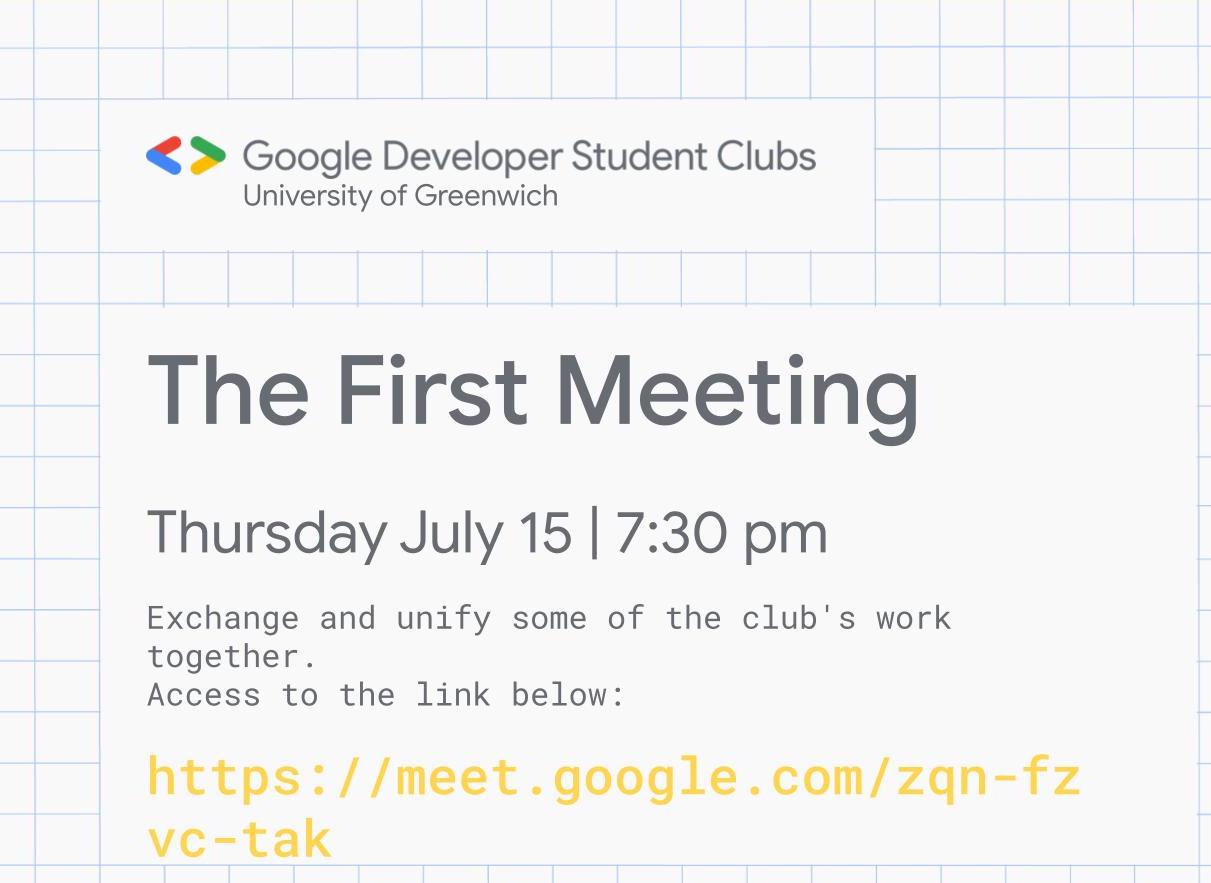 Google Developer Student Clubs
University of Greenwich
The First Meeting
Thursday July 15 | 7:30 pm
Exchange and unify some of the club's work
together.
Access to the link below:
https://meet.google.com/zqn-fz
vc-tak